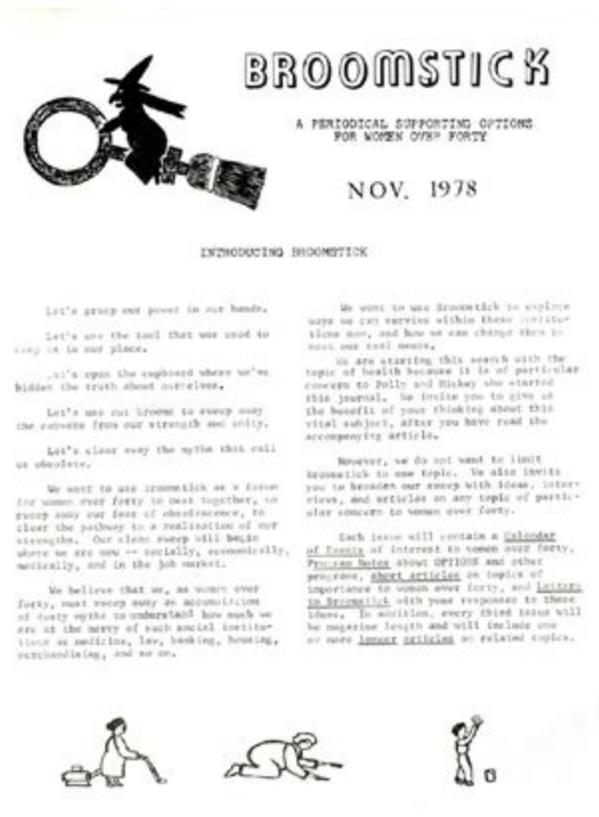 BROOMSTICK
A PERIODICAL SUPPORTING OPTIONS
FOR WOMEN OVER FORTY
NOV. 1978
INTRODUCING BROOMSTICK
Let's grasp our power in our hands.
Let's use the tool that was used to
keep us in our place.
Let's open the cupboard where we've
hidden the truth about ourselves.
Let's use our brooms to sweep away
the cobwebs from our strength and unity.
Let's clear away the myths that call
us obsolete.
We want to use Broomstick as a forum
for women over forty to meet together, to
sweep away our fear of obsolescence, to
clear the pathway to a realization of our
strengths. Our clean sweep will begin
where we are now -- socially, economically,
medically, and in the job market.
We believe that we, as women over
forty, must sweep away an accumulation
of dusty myths to understand how much we
are at the mercy of such social institu-
tions as medicine, law, banking, housing,
merchandising, and so on.
We want to use Broomstick to explore
ways we can survive within these institu-
tions now, and how we can change them to
meet our real needs.
We are starting this search with the
topic of health because it is of particular
concern to Polly and Mickey who started
this journal. We invite you to give us
the benefit of your thinking about this
vital subject, after you have read the
accompanying article.
However, we do not want to limit
Broomstick to one topic. We also invite
you to broaden our sweep with ideas, inter-
views, and articles on any topic of partic-
ular concern to women over forty.
Each issue will contain a Calendar
of Events of interest to women over forty,
Program Notes about OPTIONS and other
programs, short articles on topics of
importance to women over forty, and Letters
to Broomstick with your responses to these
ideas. In addition, every third issue will
be magazine length and will include one
or more longer articles on related topics.